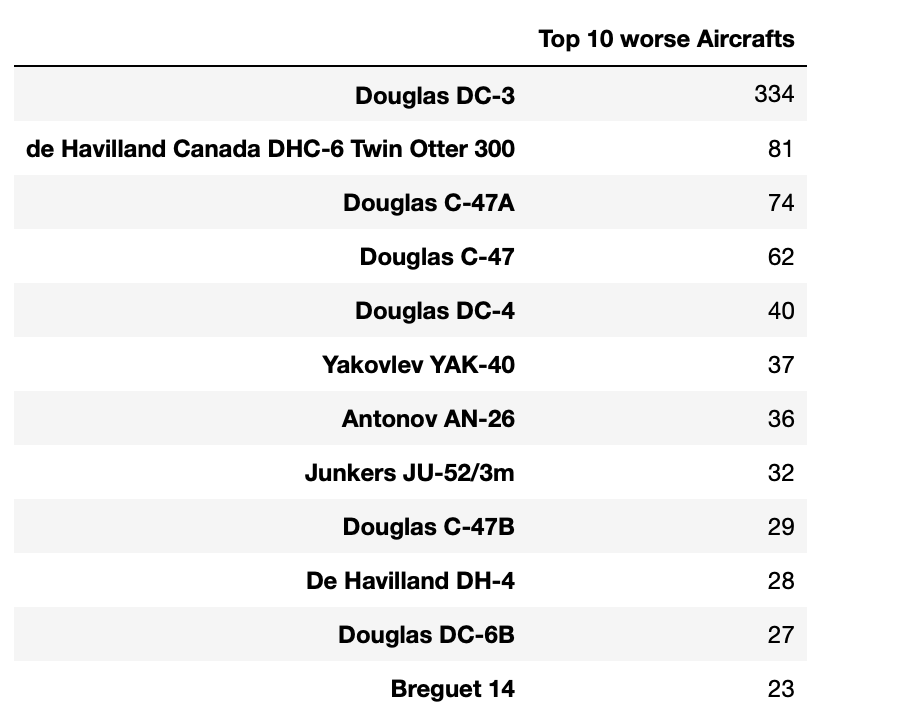 Top 10 worse Aircrafts
Douglas DC-3 334
de Havilland Canada DHC-6 Twin Otter 300 81
Douglas C-47A 74
Douglas C-47 62
Douglas DC-4 40
Yakovlev YAK-40 37
Antonov AN-26 36
Junkers JU-52/3m 32
Douglas C-47B 29
De Havilland DH-4 28
Douglas DC-6B 27
Breguet 14 23